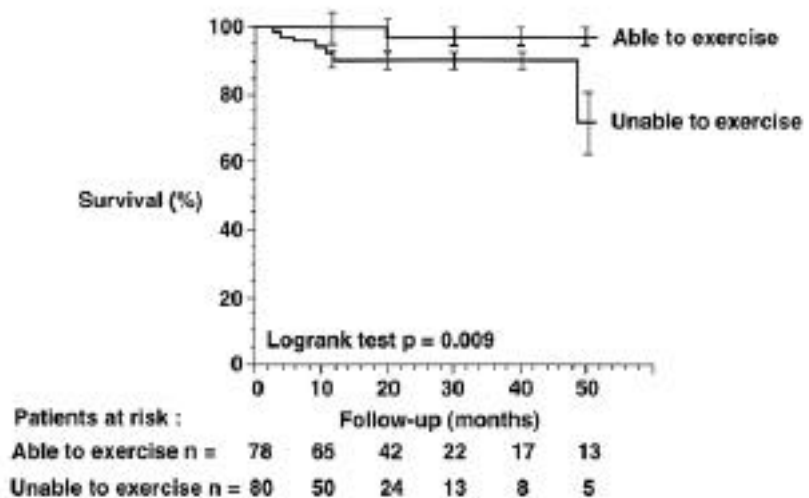 100
Able to exercise
80
Unable to exercise
60
Survival (%)
40
20
Logrank test p = 0.009
0
0 10 20 30 40 50
Patients at risk : Follow-up (months)
Able to exercise n = 78 65 42 22 17 13
Unable to exercise n = 80 50 24 13 8 5